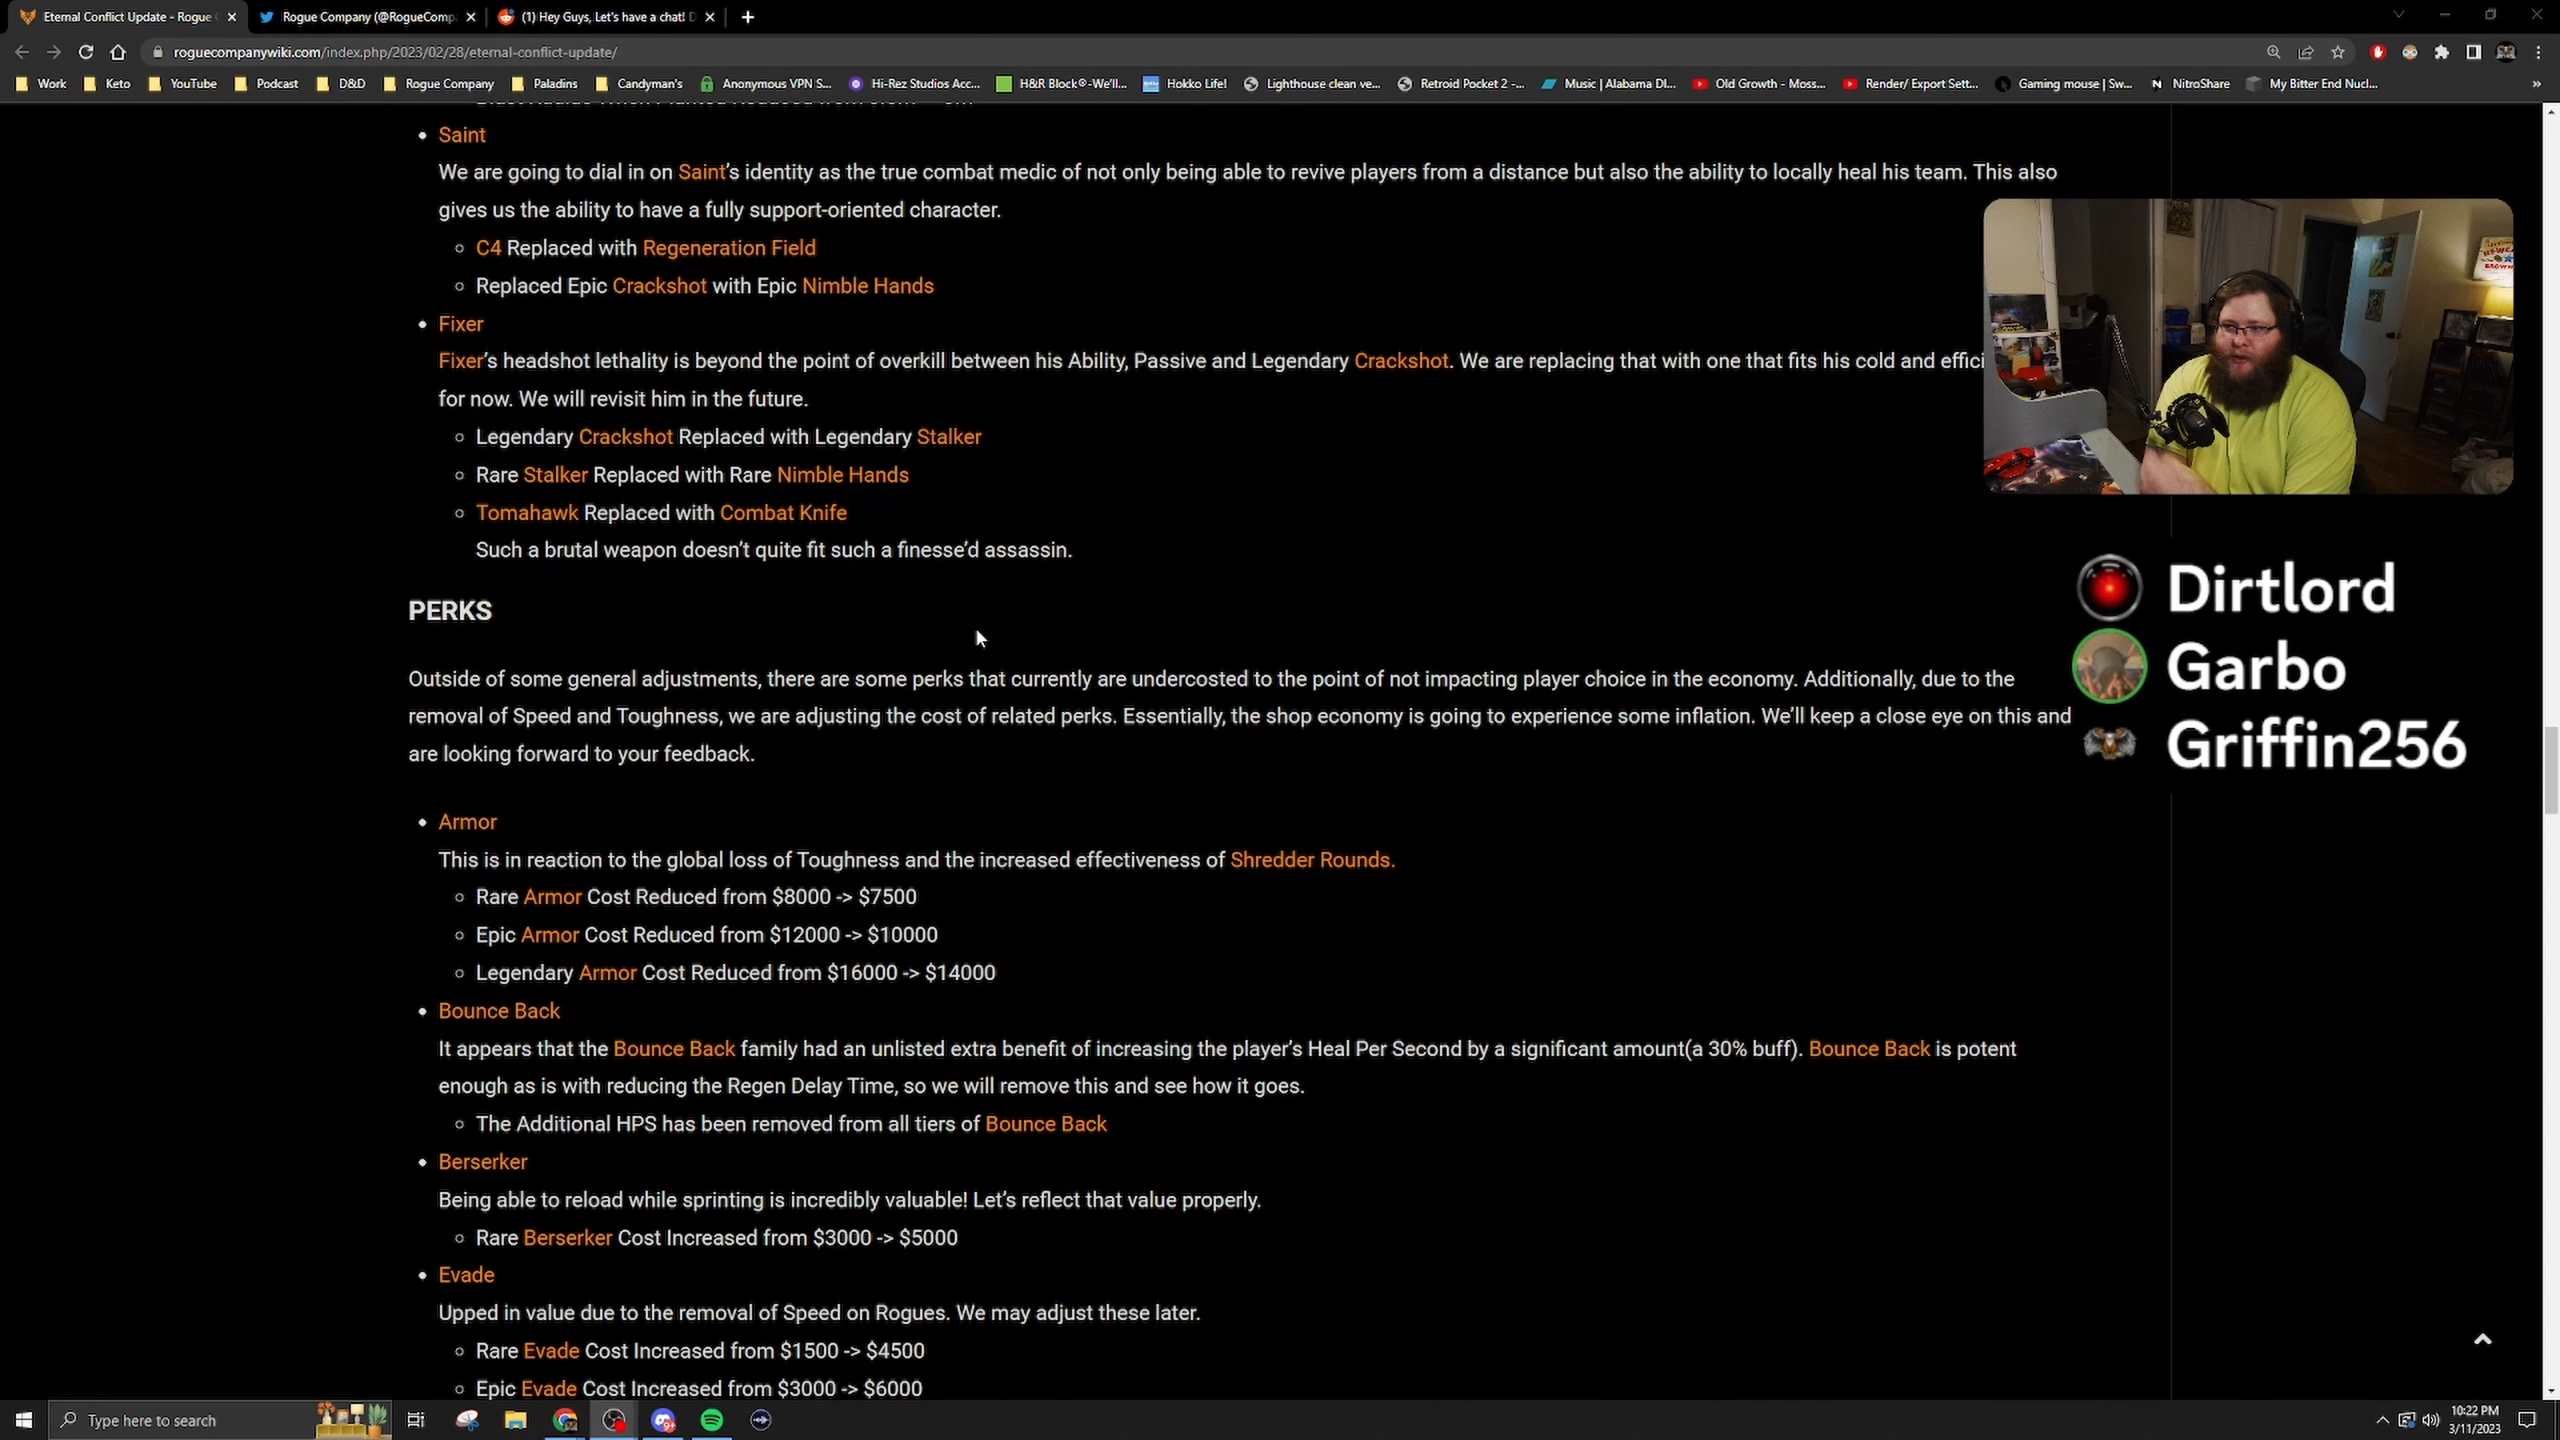 Eternal Conflict Update - Rogue
Rogue Company (@RogueComp
(1) Hey Guys, Let's have a chat! D
roguecompanywiki.com/index.php/2023/02/28/eternal-conflict-update/
Work
Keto
YouTube
Podcast
D&D
Rogue Company
Paladins
Candyman's
Anonymous VPN S...
Hi-Rez Studios Acc...
H&R Block®-We'll...
Hokko Life!
Lighthouse clean ve...
Retroid Pocket 2 -...
Music | Alabama DI...
Old Growth - Moss...
Render/ Export Sett...
Gaming mouse | Sw...
NitroShare
My Bitter End Nucl...
Saint
We are going to dial in on Saint's identity as the true combat medic of not only being able to revive players from a distance but also the ability to locally heal his team. This also
gives us the ability to have a fully support-oriented character.
C4 Replaced with Regeneration Field
Replaced Epic Crackshot with Epic Nimble Hands
Fixer
Fixer's headshot lethality is beyond the point of overkill between his Ability, Passive and Legendary Crackshot. We are replacing that with one that fits his cold and effici
for now. We will revisit him in the future.
Legendary Crackshot Replaced with Legendary Stalker
Rare Stalker Replaced with Rare Nimble Hands
Tomahawk Replaced with Combat Knife
Such a brutal weapon doesn't quite fit such a finesse'd assassin.
Dirtlord
Garbo
Griffin256
PERKS
Outside of some general adjustments, there are some perks that currently are undercosted to the point of not impacting player choice in the economy. Additionally, due to the
removal of Speed and Toughness, we are adjusting the cost of related perks. Essentially, the shop economy is going to experience some inflation. We'll keep a close eye on this and
are looking forward to your feedback.
Armor
This is in reaction to the global loss of Toughness and the increased effectiveness of Shredder Rounds.
Rare Armor Cost Reduced from $8000 -> $7500
Epic Armor Cost Reduced from $12000 -> $10000
Legendary Armor Cost Reduced from $16000 -> $14000
Bounce Back
It appears that the Bounce Back family had an unlisted extra benefit of increasing the player's Heal Per Second by a significant amount(a 30% buff). Bounce Back is potent
enough as is with reducing the Regen Delay Time, so we will remove this and see how it goes.
The Additional HPS has been removed from all tiers of Bounce Back
Berserker
Being able to reload while sprinting is incredibly valuable! Let's reflect that value properly.
Rare Berserker Cost Increased from $3000 -> $5000
Evade
Upped in value due to the removal of Speed on Rogues. We may adjust these later.
Rare Evade Cost Increased from $1500 -> $4500
Epic Evade Cost Increased from $3000 -> $6000
Type here to search
10:22 PM
3/11/2023